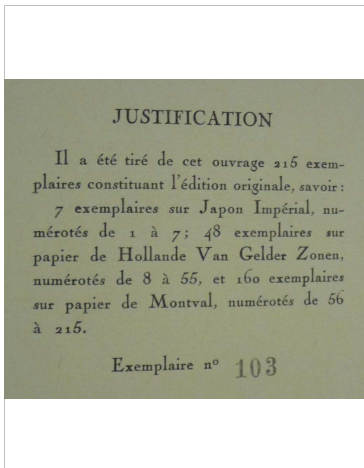 JUSTIFICATION
Il a été tiré de cet ouvrage 215 exem-
plaires constituant l'édition originale, savoir :
7 exemplaires sur Japon Impérial, nu-
mérotés de 1 à 7; 48 exemplaires sur
papier de Hollande Van Gelder Zonen,
numérotés de 8 à 55, et 160 exemplaires
sur papier de Montval, numérotés de 56
à 215.
Exemplaire nº 103